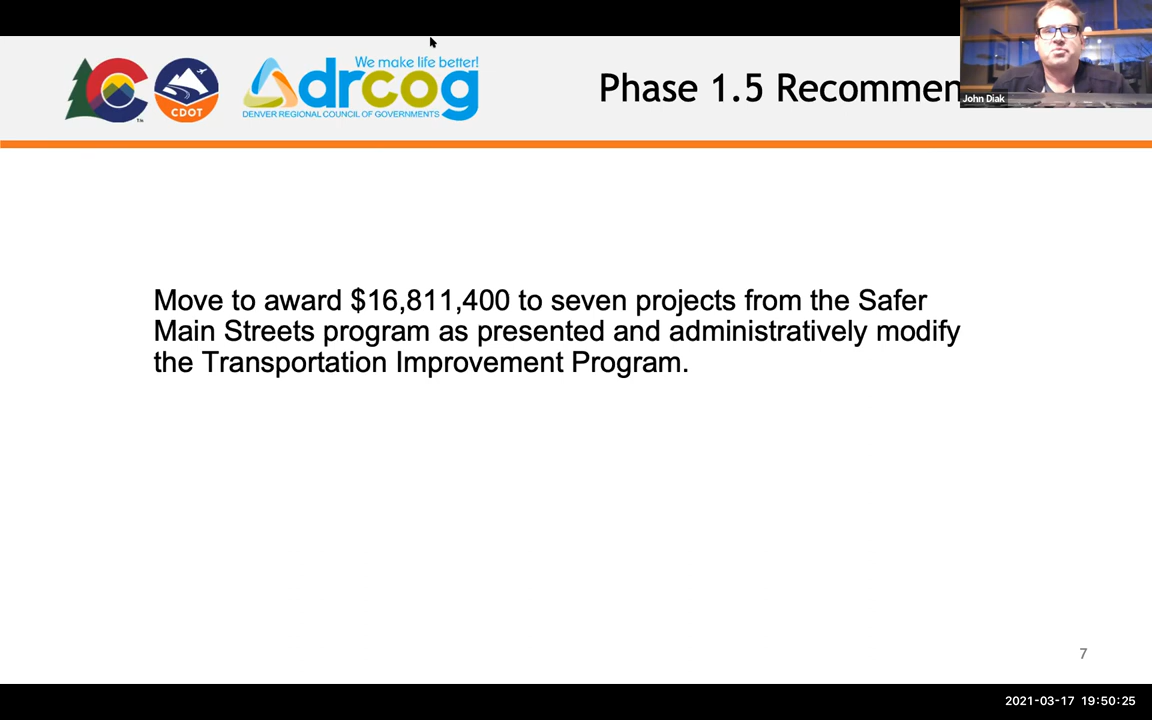 We make life better!
drcog
DENVER REGIONAL COUNCIL OF GOVERNMENTS
CDOT
TM
Phase 1.5 Recommen
John Diak
Move to award $16,811,400 to seven projects from the Safer
Main Streets program as presented and administratively modify
the Transportation Improvement Program.
7
2021-03-17 19:50:25